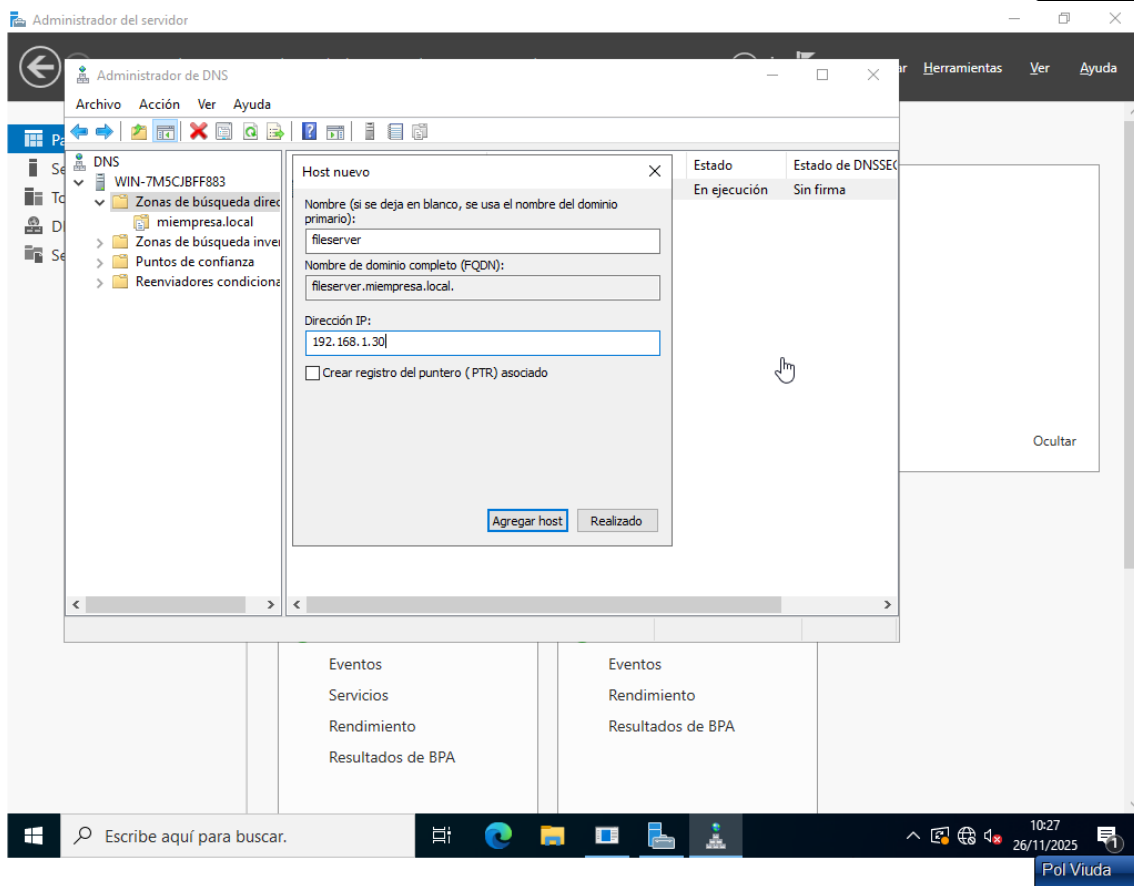 Administrador del servidor
Herramientas
Ver
Ayuda
Administrador de DNS
Archivo Acción Ver Ayuda
DNS
WIN-7M5CJBFF883
Zonas de búsqueda direc
miempresa.local
Zonas de búsqueda inver
Puntos de confianza
Reenviadores condiciona
Estado
Estado de DNSSEC
En ejecución
Sin firma
Host nuevo
Nombre (si se deja en blanco, se usa el nombre del dominio
primario):
fileserver
Nombre de dominio completo (FQDN):
fileserver.miempresa.local.
Dirección IP:
192.168.1.30
Crear registro del puntero (PTR) asociado
Agregar host
Realizado
Ocultar
Eventos
Servicios
Rendimiento
Resultados de BPA
Eventos
Rendimiento
Resultados de BPA
Escribe aquí para buscar.
10:27
26/11/2025
1
Pol Viuda